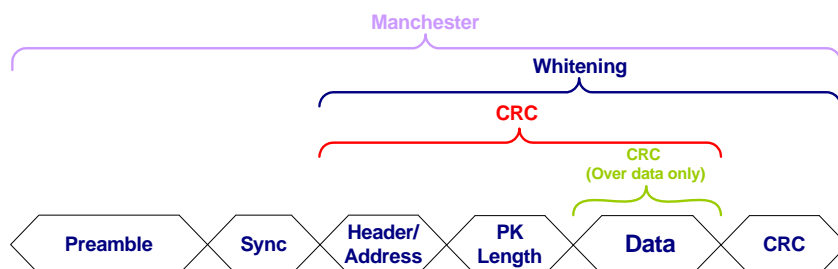 Manchester
Whitening
CRC
CRC
(Over data only)
Preamble
Sync
Header/
Address
PK
Length
Data
CRC